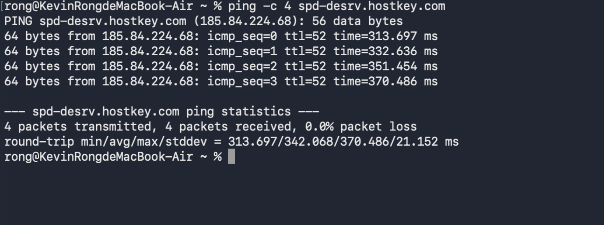 [rong@KevinRongdeMacBook-Air ~ % ping -c 4 spd-desrv.hostkey.com
PING spd-desrv.hostkey.com (185.84.224.68): 56 data bytes
64 bytes from 185.84.224.68: icmp_seq=0 ttl=52 time=313.697 ms
64 bytes from 185.84.224.68: icmp_seq=1 ttl=52 time=332.636 ms
64 bytes from 185.84.224.68: icmp_seq=2 ttl=52 time=351.454 ms
64 bytes from 185.84.224.68: icmp_seq=3 ttl=52 time=370.486 ms

--- spd-desrv.hostkey.com ping statistics ---
4 packets transmitted, 4 packets received, 0.0% packet loss
round-trip min/avg/max/stddev = 313.697/342.068/370.486/21.152 ms
rong@KevinRongdeMacBook-Air ~ %